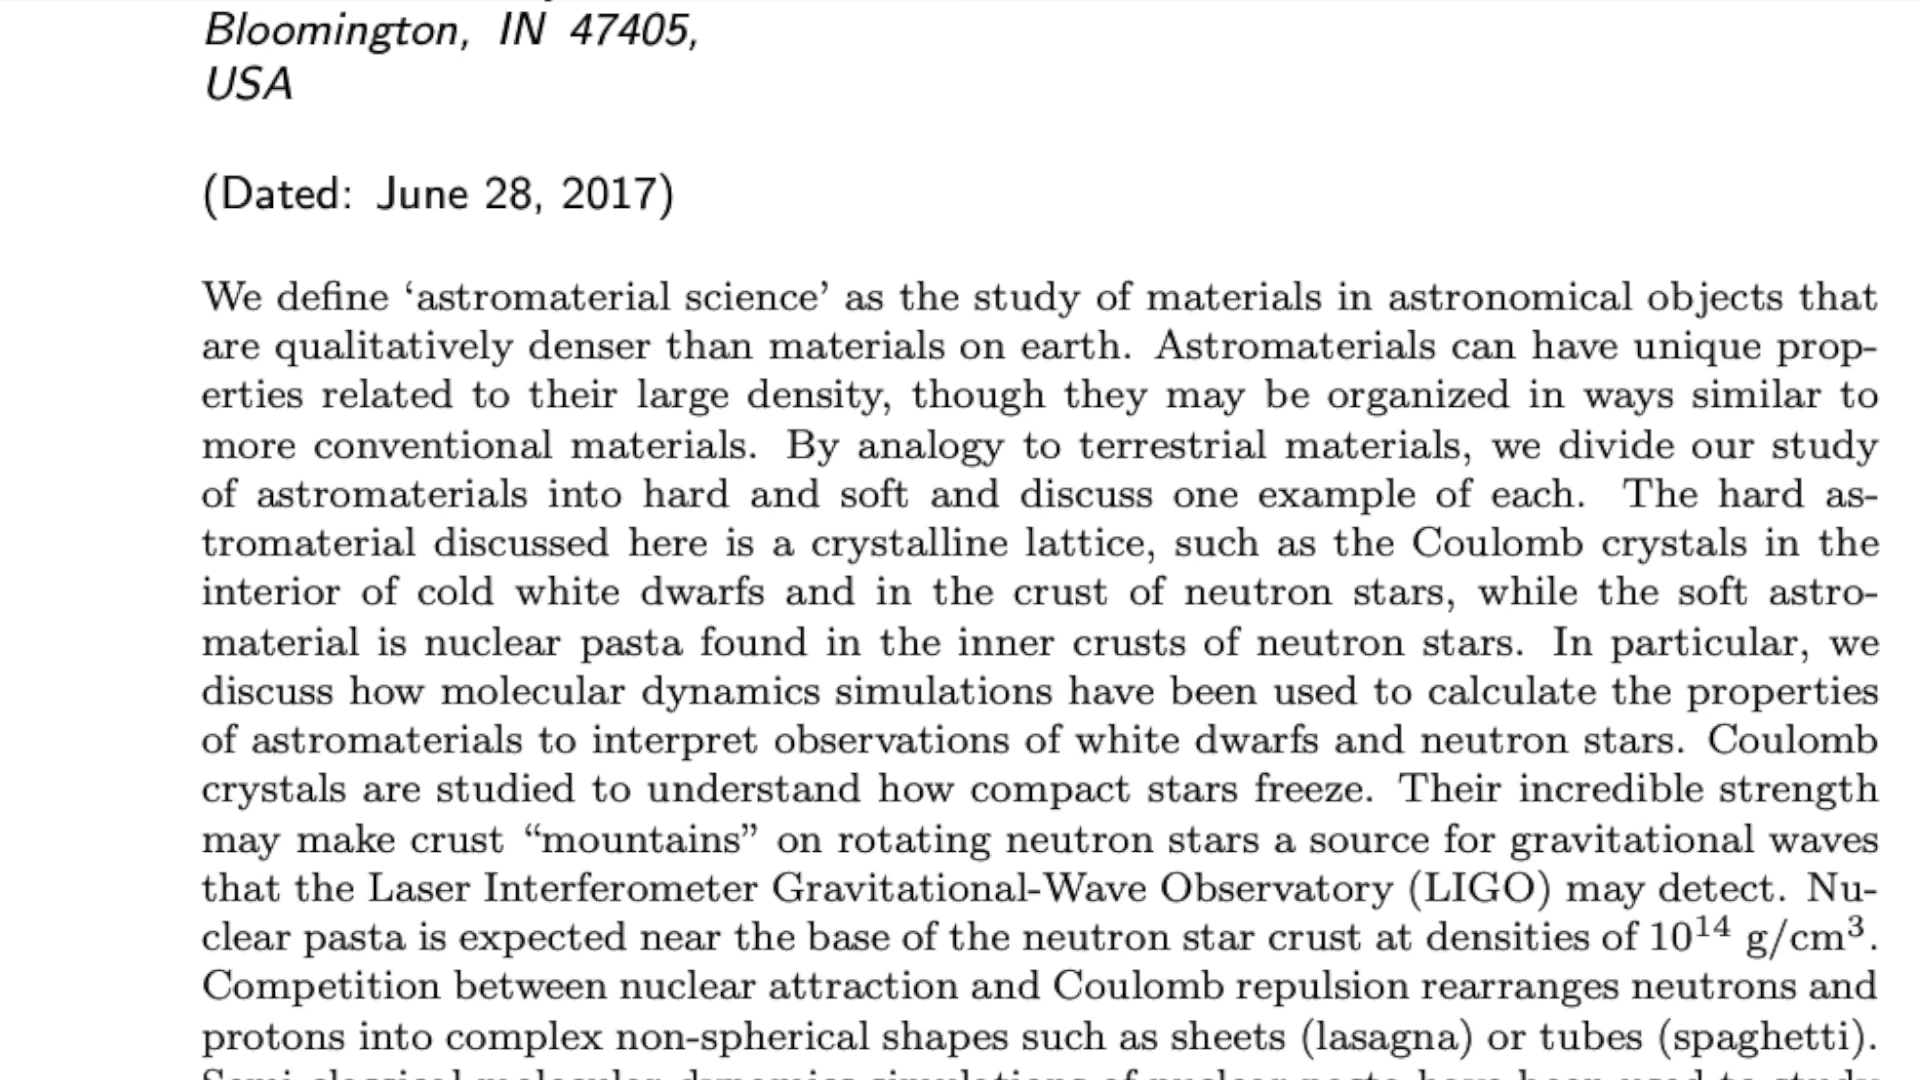 Bloomington, IN 47405,
USA
(Dated: June 28, 2017)
We define ‘astromaterial science’ as the study of materials in astronomical objects that
are qualitatively denser than materials on earth. Astromaterials can have unique prop-
erties related to their large density, though they may be organized in ways similar to
more conventional materials. By analogy to terrestrial materials, we divide our study
of astromaterials into hard and soft and discuss one example of each. The hard as-
tromaterial discussed here is a crystalline lattice, such as the Coulomb crystals in the
interior of cold white dwarfs and in the crust of neutron stars, while the soft astro-
material is nuclear pasta found in the inner crusts of neutron stars. In particular, we
discuss how molecular dynamics simulations have been used to calculate the properties
of astromaterials to interpret observations of white dwarfs and neutron stars. Coulomb
crystals are studied to understand how compact stars freeze. Their incredible strength
may make crust “mountains” on rotating neutron stars a source for gravitational waves
that the Laser Interferometer Gravitational-Wave Observatory (LIGO) may detect. Nu-
clear pasta is expected near the base of the neutron star crust at densities of 10¹⁴ g/cm³.
Competition between nuclear attraction and Coulomb repulsion rearranges neutrons and
protons into complex non-spherical shapes such as sheets (lasagna) or tubes (spaghetti).